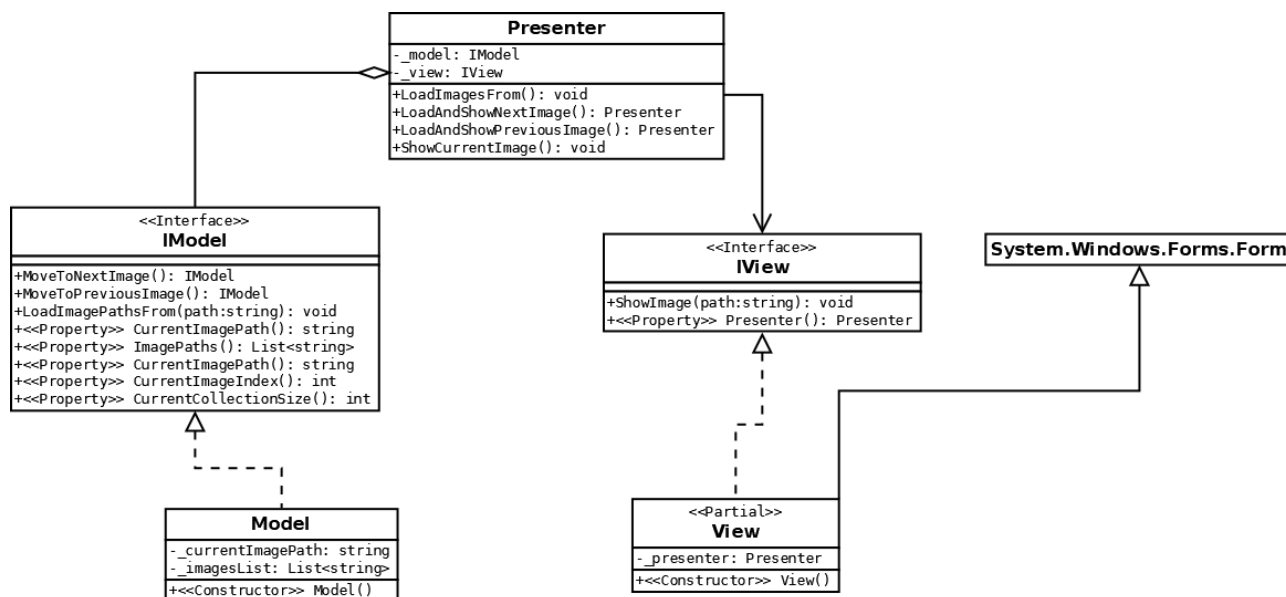 Presenter
-_model: IModel
-_view: IView
+LoadImagesFrom(): void
+LoadAndShowNextImage(): Presenter
+LoadAndShowPreviousImage(): Presenter
+ShowCurrentImage(): void
<<Interface>>
IModel
+MoveToNextImage(): IModel
+MoveToPreviousImage(): IModel
+LoadImagePathsFrom(path:string): void
+<<Property>> CurrentImagePath(): string
+<<Property>> ImagePaths(): List<string>
+<<Property>> CurrentImagePath(): string
+<<Property>> CurrentImageIndex(): int
+<<Property>> CurrentCollectionSize(): int
<<Interface>>
IView
+ShowImage(path:string): void
+<<Property>> Presenter(): Presenter
System.Windows.Forms.Form
Model
-_currentImagePath: string
-_imagesList: List<string>
+<<Constructor>> Model()
<<Partial>>
View
-_presenter: Presenter
+<<Constructor>> View()